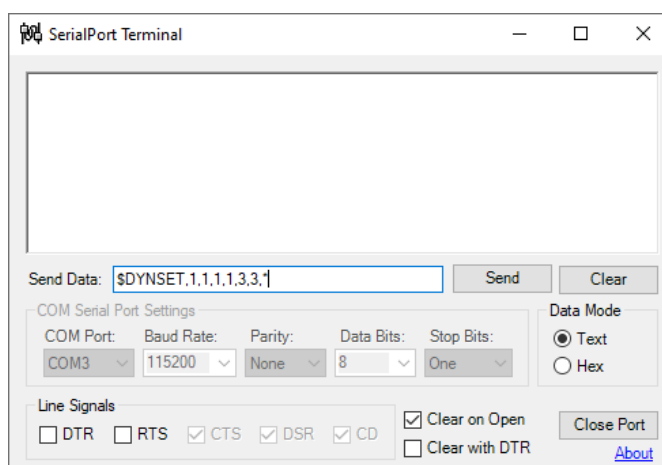 SerialPort Terminal
Send Data: $DYNSET,1,1,1,1,3,3,* Send Clear
COM Serial Port Settings Data Mode
COM Port: Baud Rate: Parity: Data Bits: Stop Bits: Text
COM3 115200 None 8 One Hex
Line Signals
DTR RTS CTS DSR CD Clear on Open Close Port
Clear with DTR About